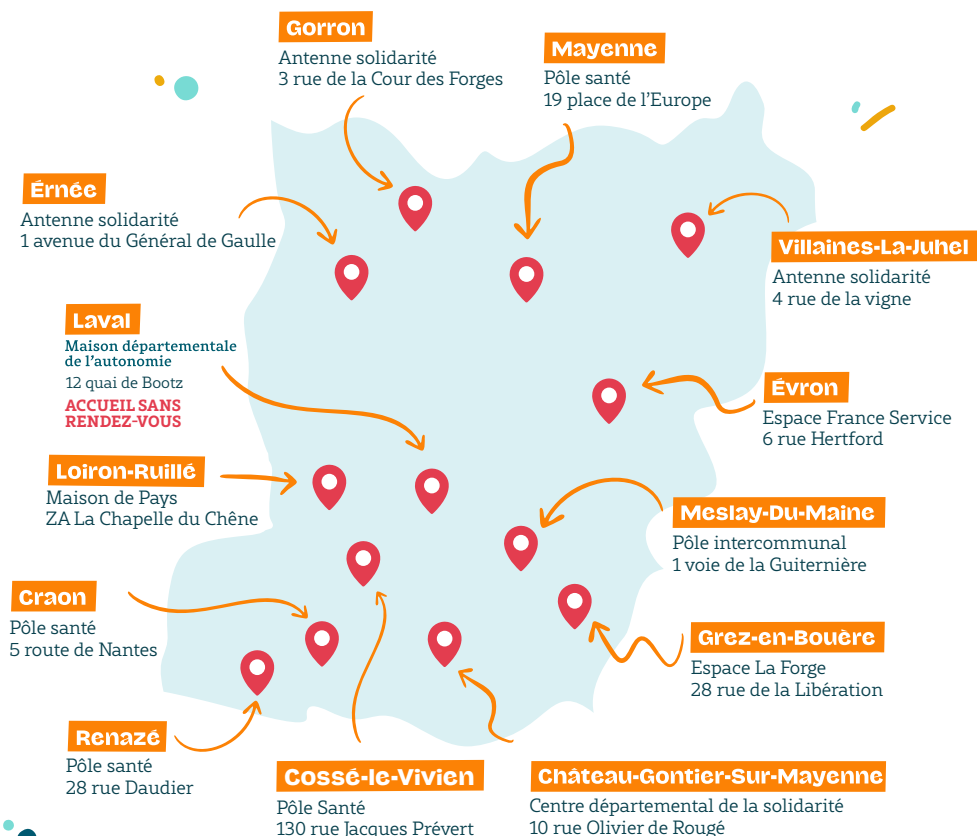 Gorron
Antenne solidarité
3 rue de la Cour des Forges
Mayenne
Pôle santé
19 place de l'Europe
Érnée
Antenne solidarité
1 avenue du Général de Gaulle
Villaines-La-Juhel
Antenne solidarité
4 rue de la vigne
Laval
Maison départementale
de l'autonomie
12 quai de Bootz
ACCUEIL SANS
RENDEZ-VOUS
Évron
Espace France Service
6 rue Hertford
Loiron-Ruillé
Maison de Pays
ZA La Chapelle du Chêne
Meslay-Du-Maine
Pôle intercommunal
1 voie de la Guiternière
Craon
Pôle santé
5 route de Nantes
Grez-en-Bouère
Espace La Forge
28 rue de la Libération
Renazé
Pôle santé
28 rue Daudier
Cossé-le-Vivien
Pôle Santé
130 rue Jacques Prévert
Château-Gontier-Sur-Mayenne
Centre départemental de la solidarité
10 rue Olivier de Rougé